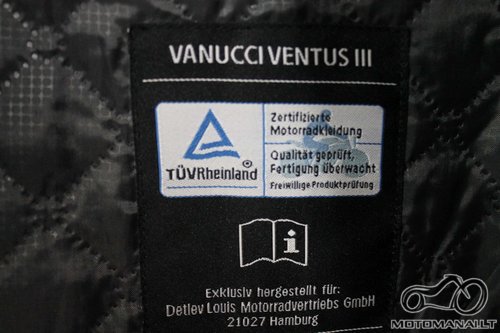 VANUCCI VENTUS III
TÜVRheinland
Zertifizierte
Motorradkleidung
Qualität geprüft,
Fertigung überwacht
Freiwillige Produktprüfung
i
Exklusiv hergestellt für:
Detlev Louis Motorradvertriebs GmbH
21027 Hamburg
MOTOMANAI.LT